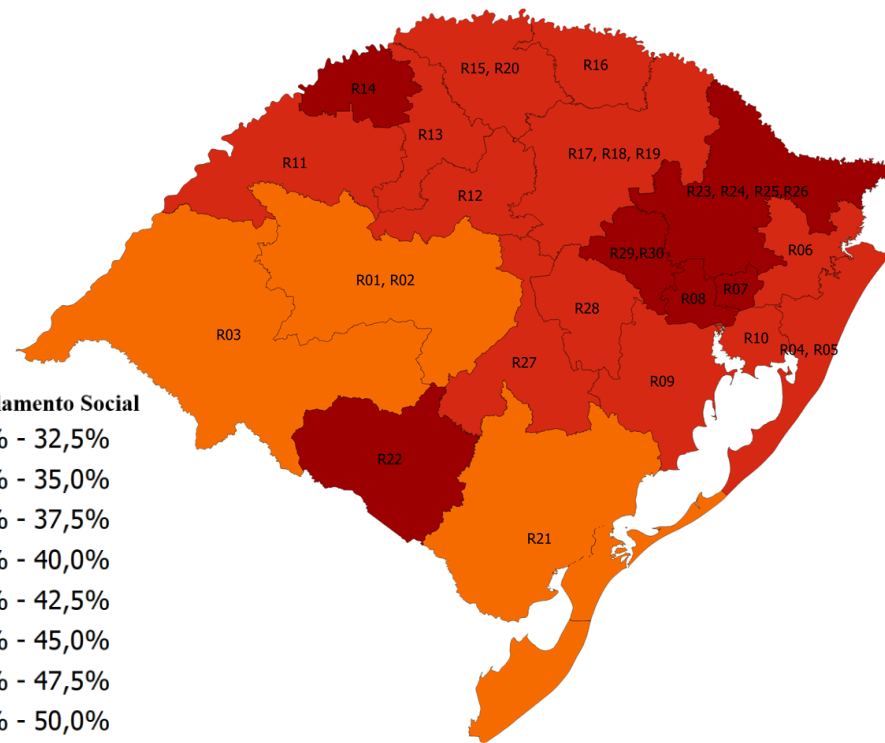 R15, R20
R16
R14
R13
R17, R18, R19
R11
R12
R23, R24, R25,R26
R06
R29,R30
R01, R02
R07
R08
R28
R03
R10
R04, R05
R27
R09
lamento Social
% - 32,5%
% - 35,0%
R22
% - 37,5%
% - 40,0%
R21
% - 42,5%
% - 45,0%
% - 47,5%
% - 50,0%